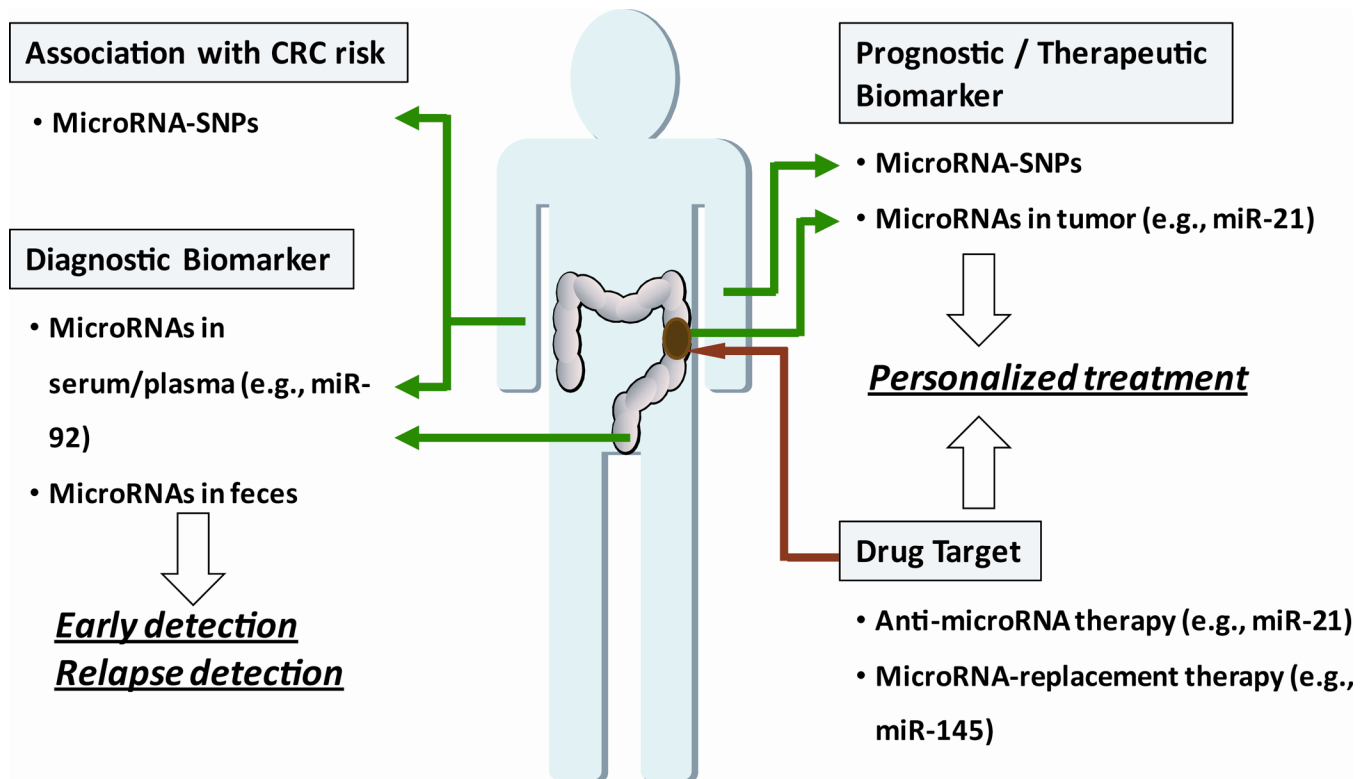 Association with CRC risk
• MicroRNA-SNPs
Diagnostic Biomarker
• MicroRNAs in
serum/plasma (e.g., miR-
92)
• MicroRNAs in feces
Early detection
Relapse detection
Prognostic / Therapeutic
Biomarker
• MicroRNA-SNPs
• MicroRNAs in tumor (e.g., miR-21)
Personalized treatment
Drug Target
• Anti-microRNA therapy (e.g., miR-21)
• MicroRNA-replacement therapy (e.g.,
miR-145)